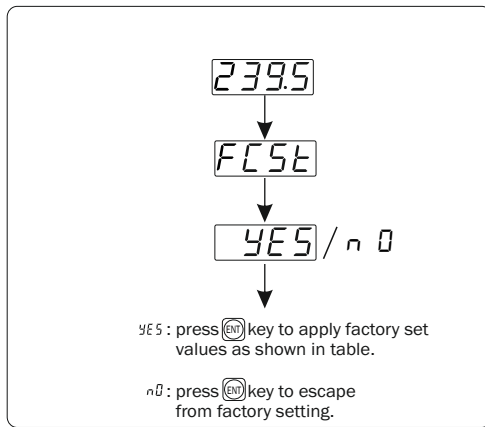 239.5
FCSt
YES / n0
YES : press ENT key to apply factory set
values as shown in table.
n0 : press ENT key to escape
from factory setting.